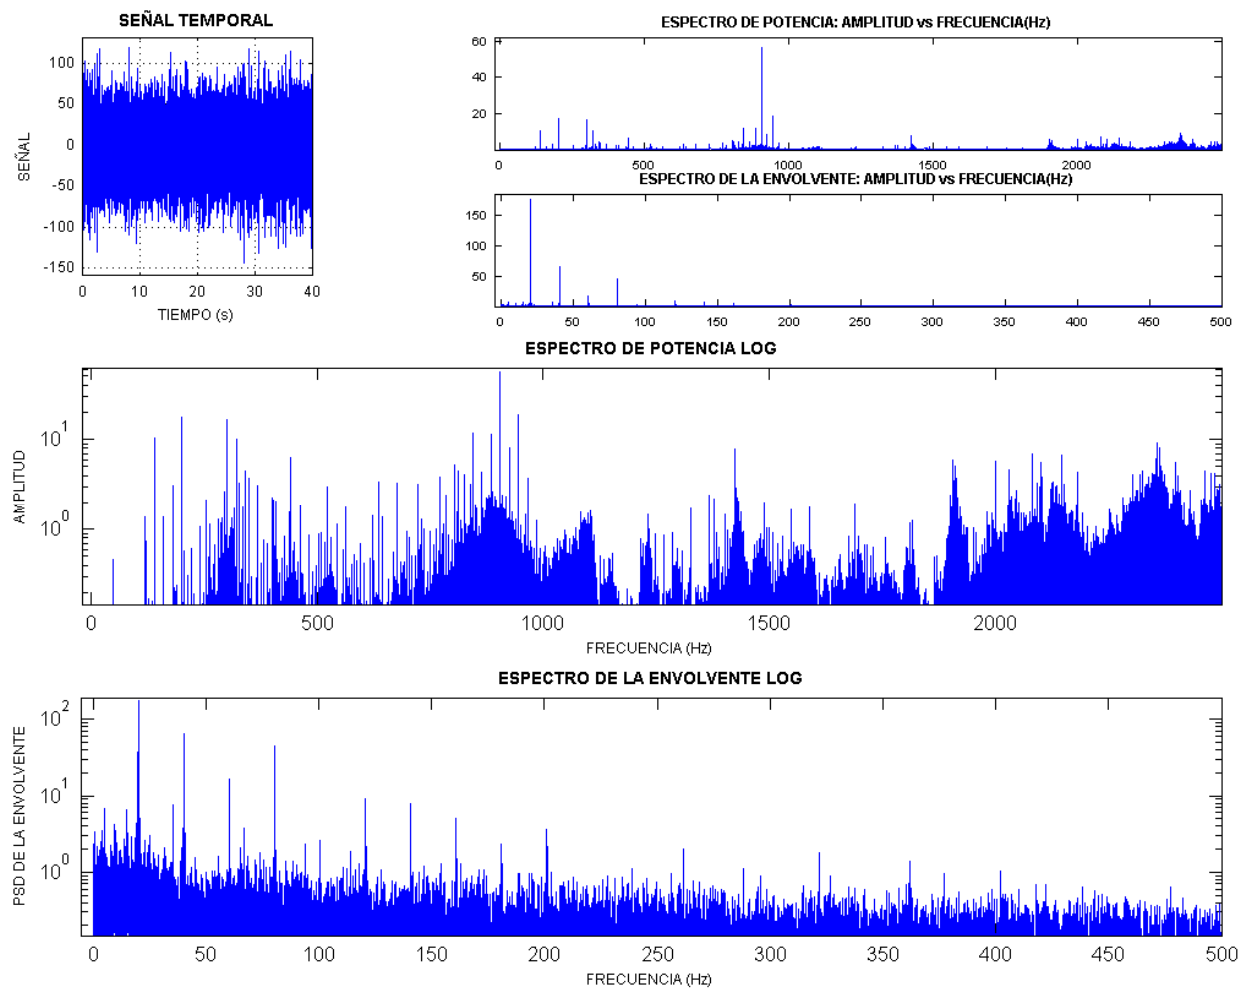 SEÑAL TEMPORAL
100
50
0
-50
-100
-150
SEÑAL
0 10 20 30 40
TIEMPO (s)
ESPECTRO DE POTENCIA: AMPLITUD vs FRECUENCIA(Hz)
60
40
20
0 500 1000 1500 2000
ESPECTRO DE LA ENVOLVENTE: AMPLITUD vs FRECUENCIA(Hz)
150
100
50
0 50 100 150 200 250 300 350 400 450 500
ESPECTRO DE POTENCIA LOG
10^1
10^0
AMPLITUD
0 500 1000 1500 2000
FRECUENCIA (Hz)
ESPECTRO DE LA ENVOLVENTE LOG
10^2
10^1
10^0
PSD DE LA ENVOLVENTE
0 50 100 150 200 250 300 350 400 450 500
FRECUENCIA (Hz)